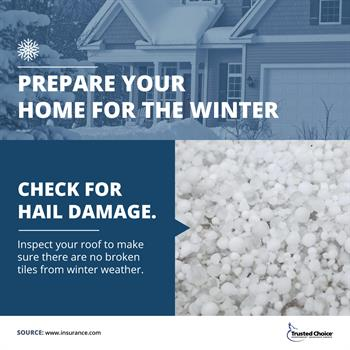 PREPARE YOUR
HOME FOR THE WINTER
CHECK FOR
HAIL DAMAGE.
Inspect your roof to make
sure there are no broken
tiles from winter weather.
SOURCE: www.insurance.com
Trusted Choice®